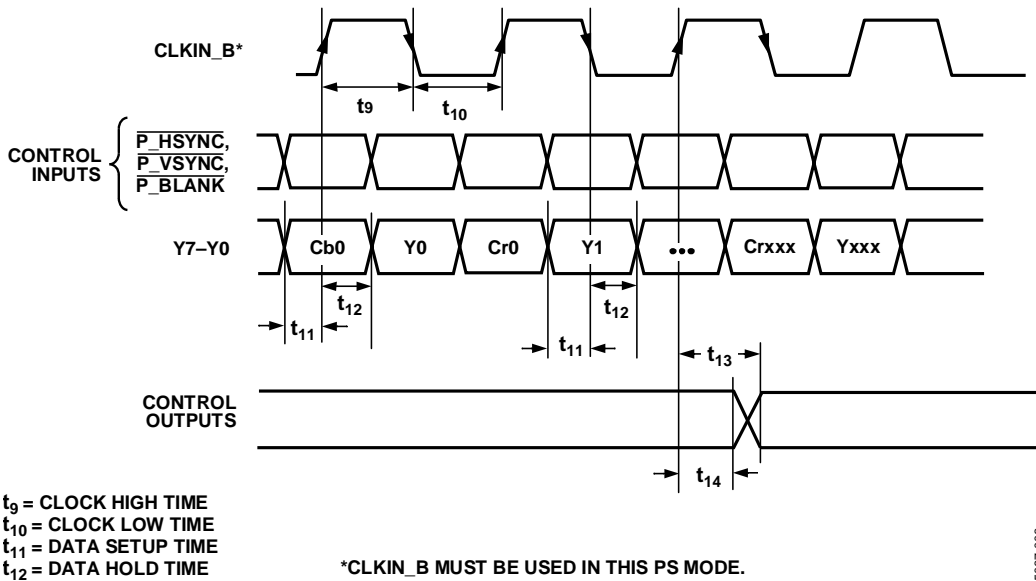 CLKIN_B*
t9
t10
CONTROL
INPUTS
P_HSYNC,
P_VSYNC,
P_BLANK
Y7–Y0
Cb0
Y0
Cr0
Y1
•••
Crxxx
Yxxx
t12
t12
t11
t11
t13
CONTROL
OUTPUTS
t14
t9 = CLOCK HIGH TIME
t10 = CLOCK LOW TIME
t11 = DATA SETUP TIME
t12 = DATA HOLD TIME
*CLKIN_B MUST BE USED IN THIS PS MODE.